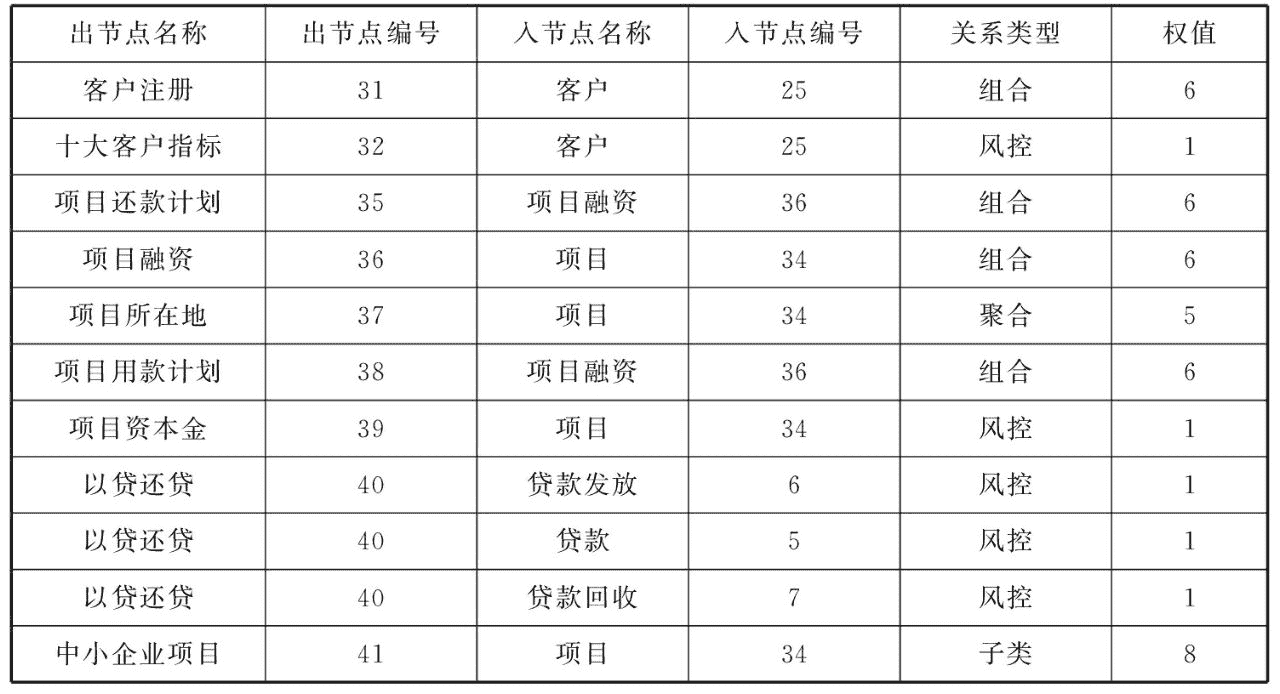 出节点名称 出节点编号 入节点名称 入节点编号 关系类型 权值
客户注册 31 客户 25 组合 6
十大客户指标 32 客户 25 风控 1
项目还款计划 35 项目融资 36 组合 6
项目融资 36 项目 34 组合 6
项目所在地 37 项目 34 聚合 5
项目用款计划 38 项目融资 36 组合 6
项目资本金 39 项目 34 风控 1
以贷还贷 40 贷款发放 6 风控 1
以贷还贷 40 贷款 5 风控 1
以贷还贷 40 贷款回收 7 风控 1
中小企业项目 41 项目 34 子类 8